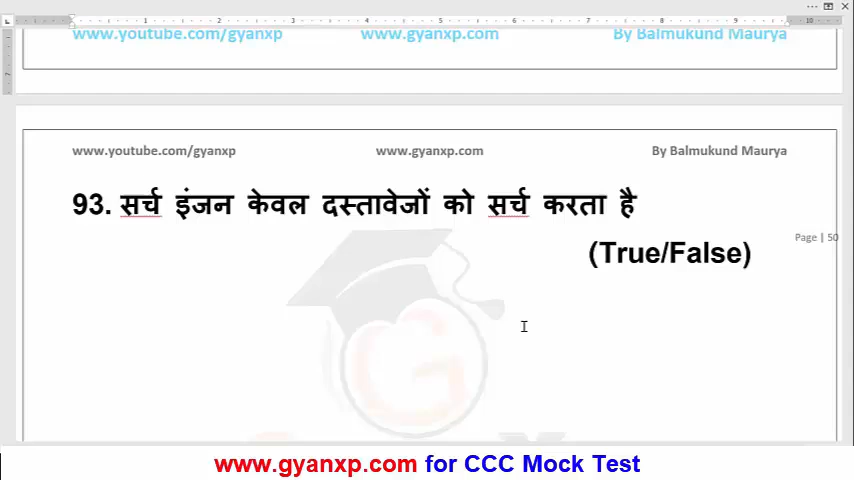 www.youtube.com/gyanxp www.gyanxp.com By Balmukund Maurya
www.youtube.com/gyanxp www.gyanxp.com By Balmukund Maurya
93. सर्च इंजन केवल दस्तावेजों को सर्च करता है
Page | 50
(True/False)
www.gyanxp.com for CCC Mock Test